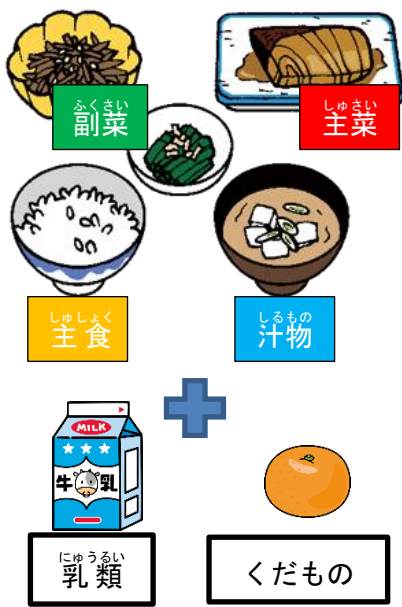 ふくさい
副菜
しゅさい
主菜
しゅしょく
主食
しるもの
汁物
MILK
牛乳
にゅうるい
乳類
くだもの